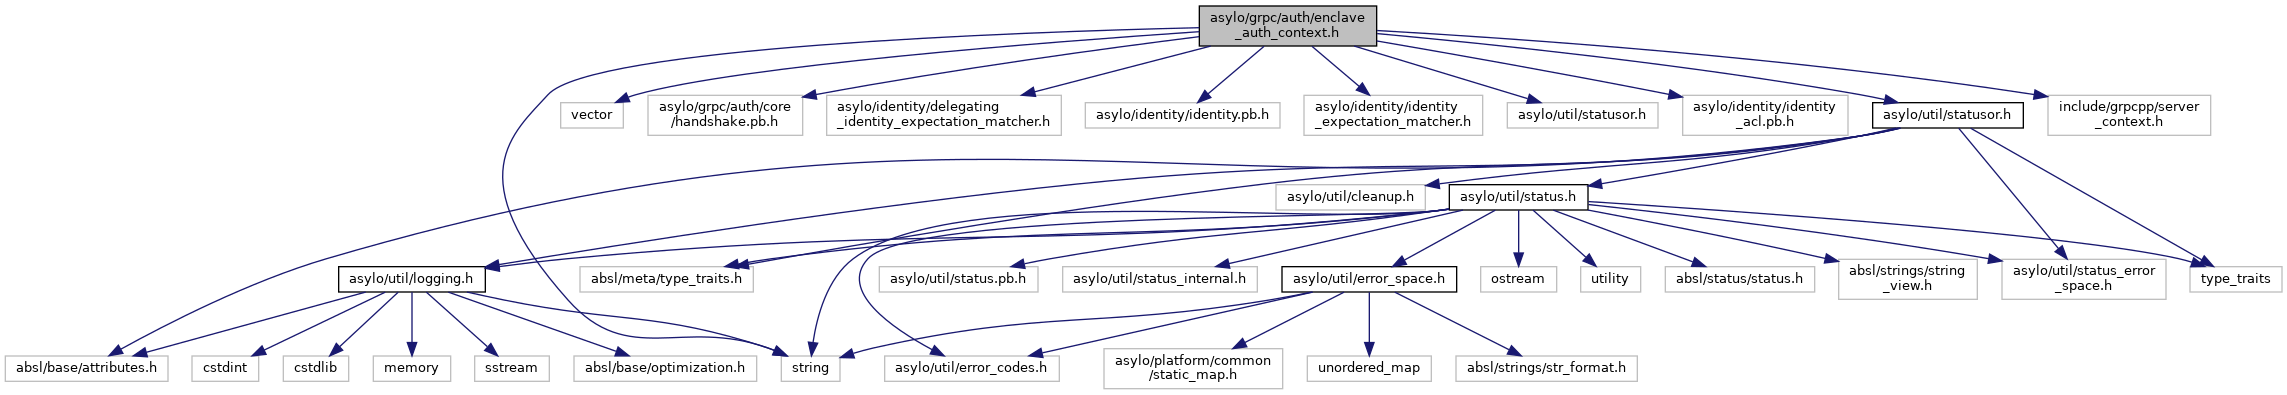 asylo/grpc/auth/enclave
_auth_context.h
vector
asylo/grpc/auth/core
/handshake.pb.h
asylo/identity/delegating
_identity_expectation_matcher.h
asylo/identity/identity.pb.h
asylo/identity/identity
_expectation_matcher.h
asylo/util/statusor.h
asylo/identity/identity
_acl.pb.h
asylo/util/statusor.h
include/grpcpp/server
_context.h
asylo/util/cleanup.h
asylo/util/status.h
asylo/util/logging.h
absl/meta/type_traits.h
asylo/util/status.pb.h
asylo/util/status_internal.h
asylo/util/error_space.h
ostream
utility
absl/status/status.h
absl/strings/string
_view.h
asylo/util/status_error
_space.h
type_traits
absl/base/attributes.h
cstdint
cstdlib
memory
sstream
absl/base/optimization.h
string
asylo/util/error_codes.h
asylo/platform/common
/static_map.h
unordered_map
absl/strings/str_format.h